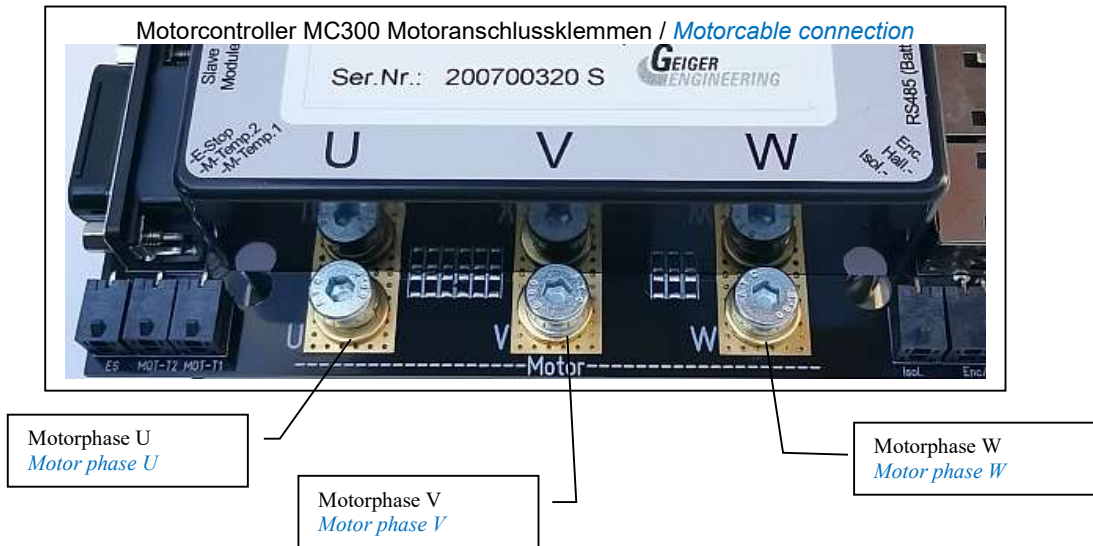 Motorcontroller MC300 Motoranschlussklemmen / Motorcable connection
Slave
Module
Ser.Nr.: 200700320 S
GEIGER
ENGINEERING
RS485 (Batt
-E-Stop
-M-Temp.2
-M-Temp.1
U V W
Enc.
Hall.-
Isol.-
U V W
ES MOT-T2 MOT-T1
Motor
Isol. Enc/
Motorphase U
Motor phase U
Motorphase W
Motor phase W
Motorphase V
Motor phase V